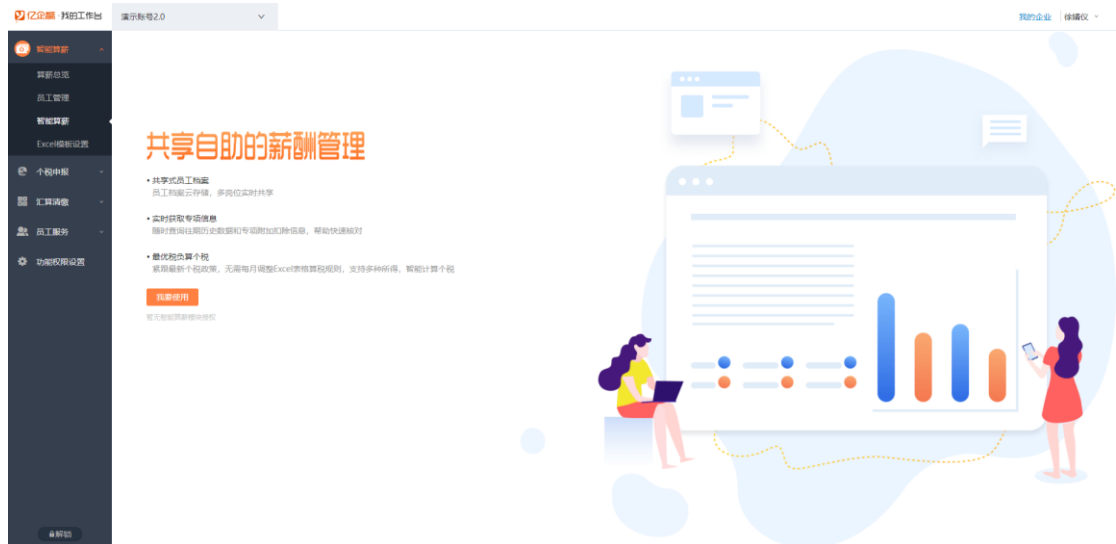 亿企赢·我的工作台
演示账号2.0
我的企业
智能算薪
算薪总览
员工管理
智能算薪
Excel模板设置
个税申报
汇算清缴
员工服务
功能权限设置
共享自助的薪酬管理
• 共享式员工档案
员工档案云存储，多岗位实时共享
• 实时获取专项信息
随时查询往期历史数据和专项附加扣除信息，帮助快速核对
• 最优税负算个税
紧跟最新个税政策，无需每月调整Excel表格算税规则，支持多种所得，智能计算个税
我要使用
暂无智能算薪模块授权
解锁